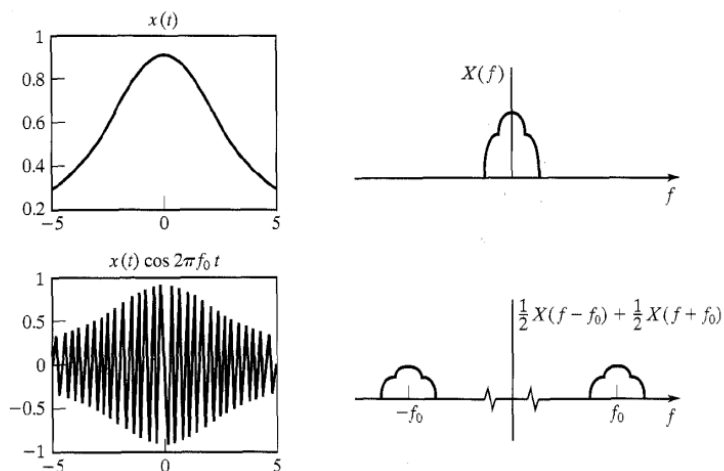 x(t)
1
0.8
0.6
0.4
0.2
−5
0
5
X(f)
f
x(t) cos 2πf₀t
1
0.5
0
−0.5
−1
−5
0
5
½X(f − f₀) + ½X(f + f₀)
−f₀
f₀
f